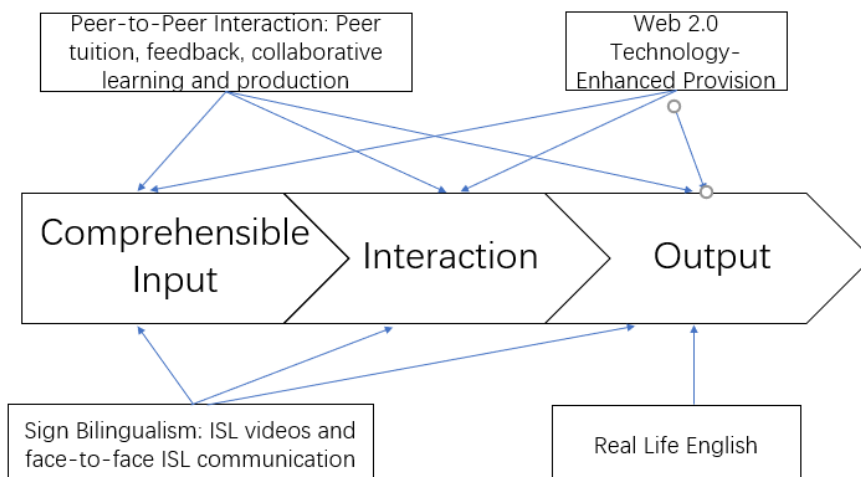 Peer-to-Peer Interaction: Peer
tuition, feedback, collaborative
learning and production
Web 2.0
Technology-
Enhanced Provision
Comprehensible
Input
Interaction
Output
Sign Bilingualism: ISL videos and
face-to-face ISL communication
Real Life English